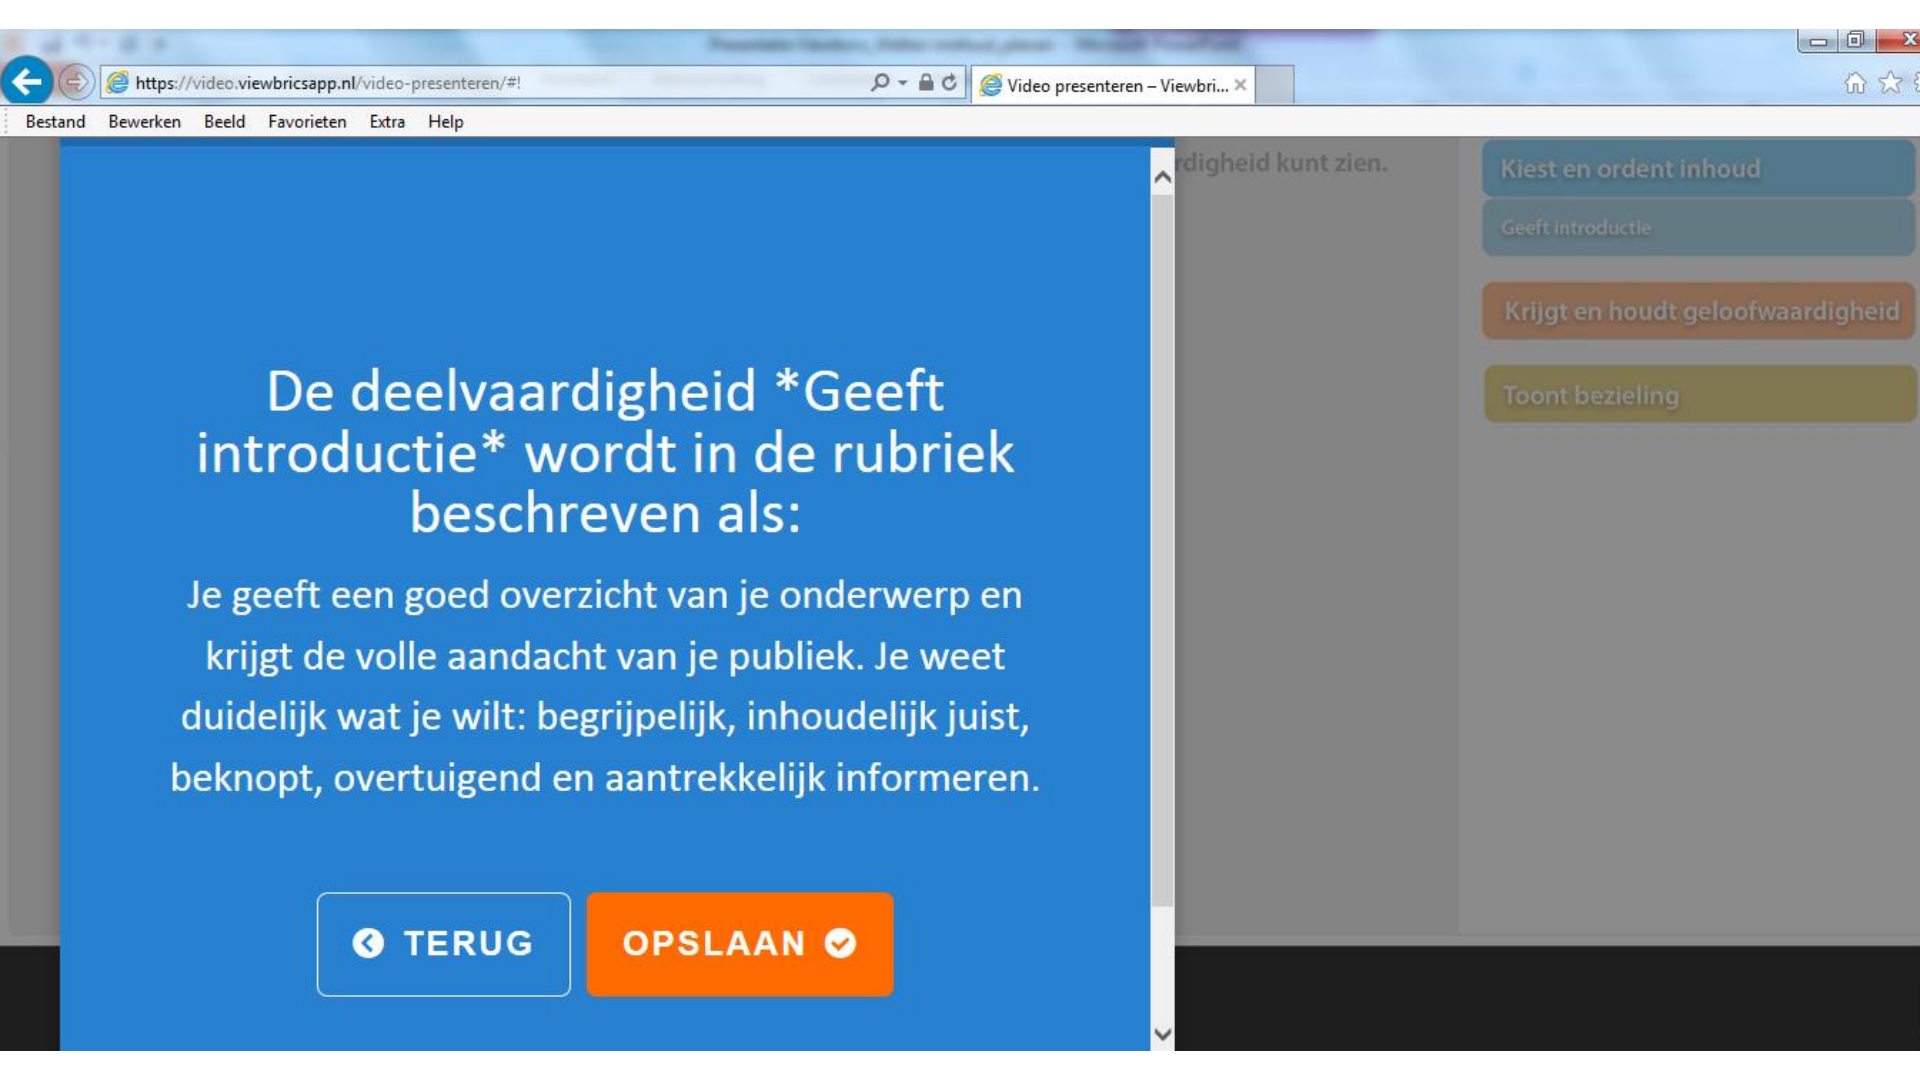 https://video.viewbricsapp.nl/video-presenteren/#!
Video presenteren – Viewbri...
Bestand Bewerken Beeld Favorieten Extra Help
rdigheid kunt zien.
Kiest en ordent inhoud
Geeft introductie
Krijgt en houdt geloofwaardigheid
Toont bezieling
De deelvaardigheid *Geeft
introductie* wordt in de rubriek
beschreven als:
Je geeft een goed overzicht van je onderwerp en
krijgt de volle aandacht van je publiek. Je weet
duidelijk wat je wilt: begrijpelijk, inhoudelijk juist,
beknopt, overtuigend en aantrekkelijk informeren.
TERUG
OPSLAAN